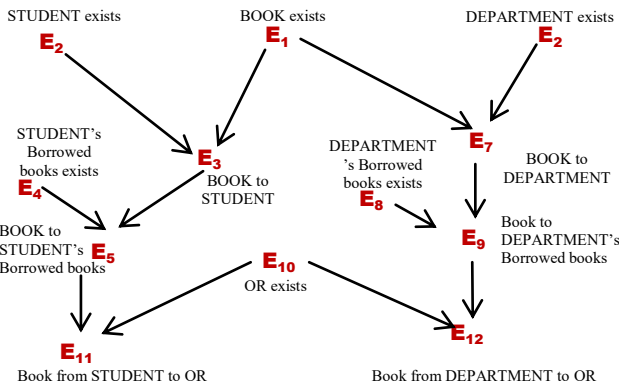 STUDENT exists
BOOK exists
DEPARTMENT exists
E2
E1
E2
STUDENT's
Borrowed
books exists
E4
E3
BOOK to
STUDENT
DEPARTMENT
's Borrowed
books exists
E8
E7
BOOK to
DEPARTMENT
BOOK to
STUDENT's
Borrowed books
E5
E10
OR exists
E9
Book to
DEPARTMENT's
Borrowed books
E11
Book from STUDENT to OR
E12
Book from DEPARTMENT to OR